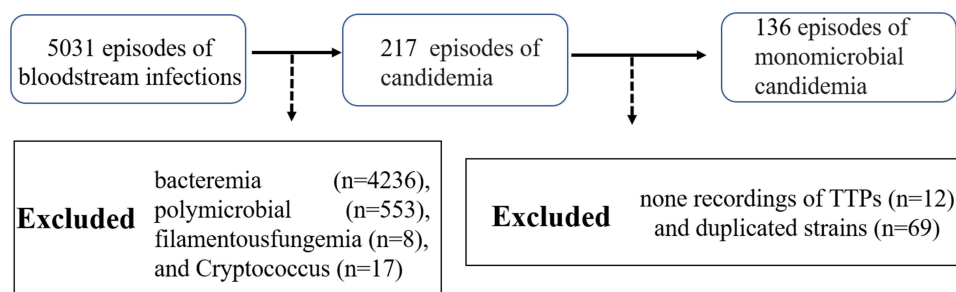 5031 episodes of
bloodstream infections
217 episodes of
candidemia
136 episodes of
monomicrobial
candidemia
Excluded
bacteremia (n=4236),
polymicrobial (n=553),
filamentousfungemia (n=8),
and Cryptococcus (n=17)
Excluded
none recordings of TTPs (n=12)
and duplicated strains (n=69)